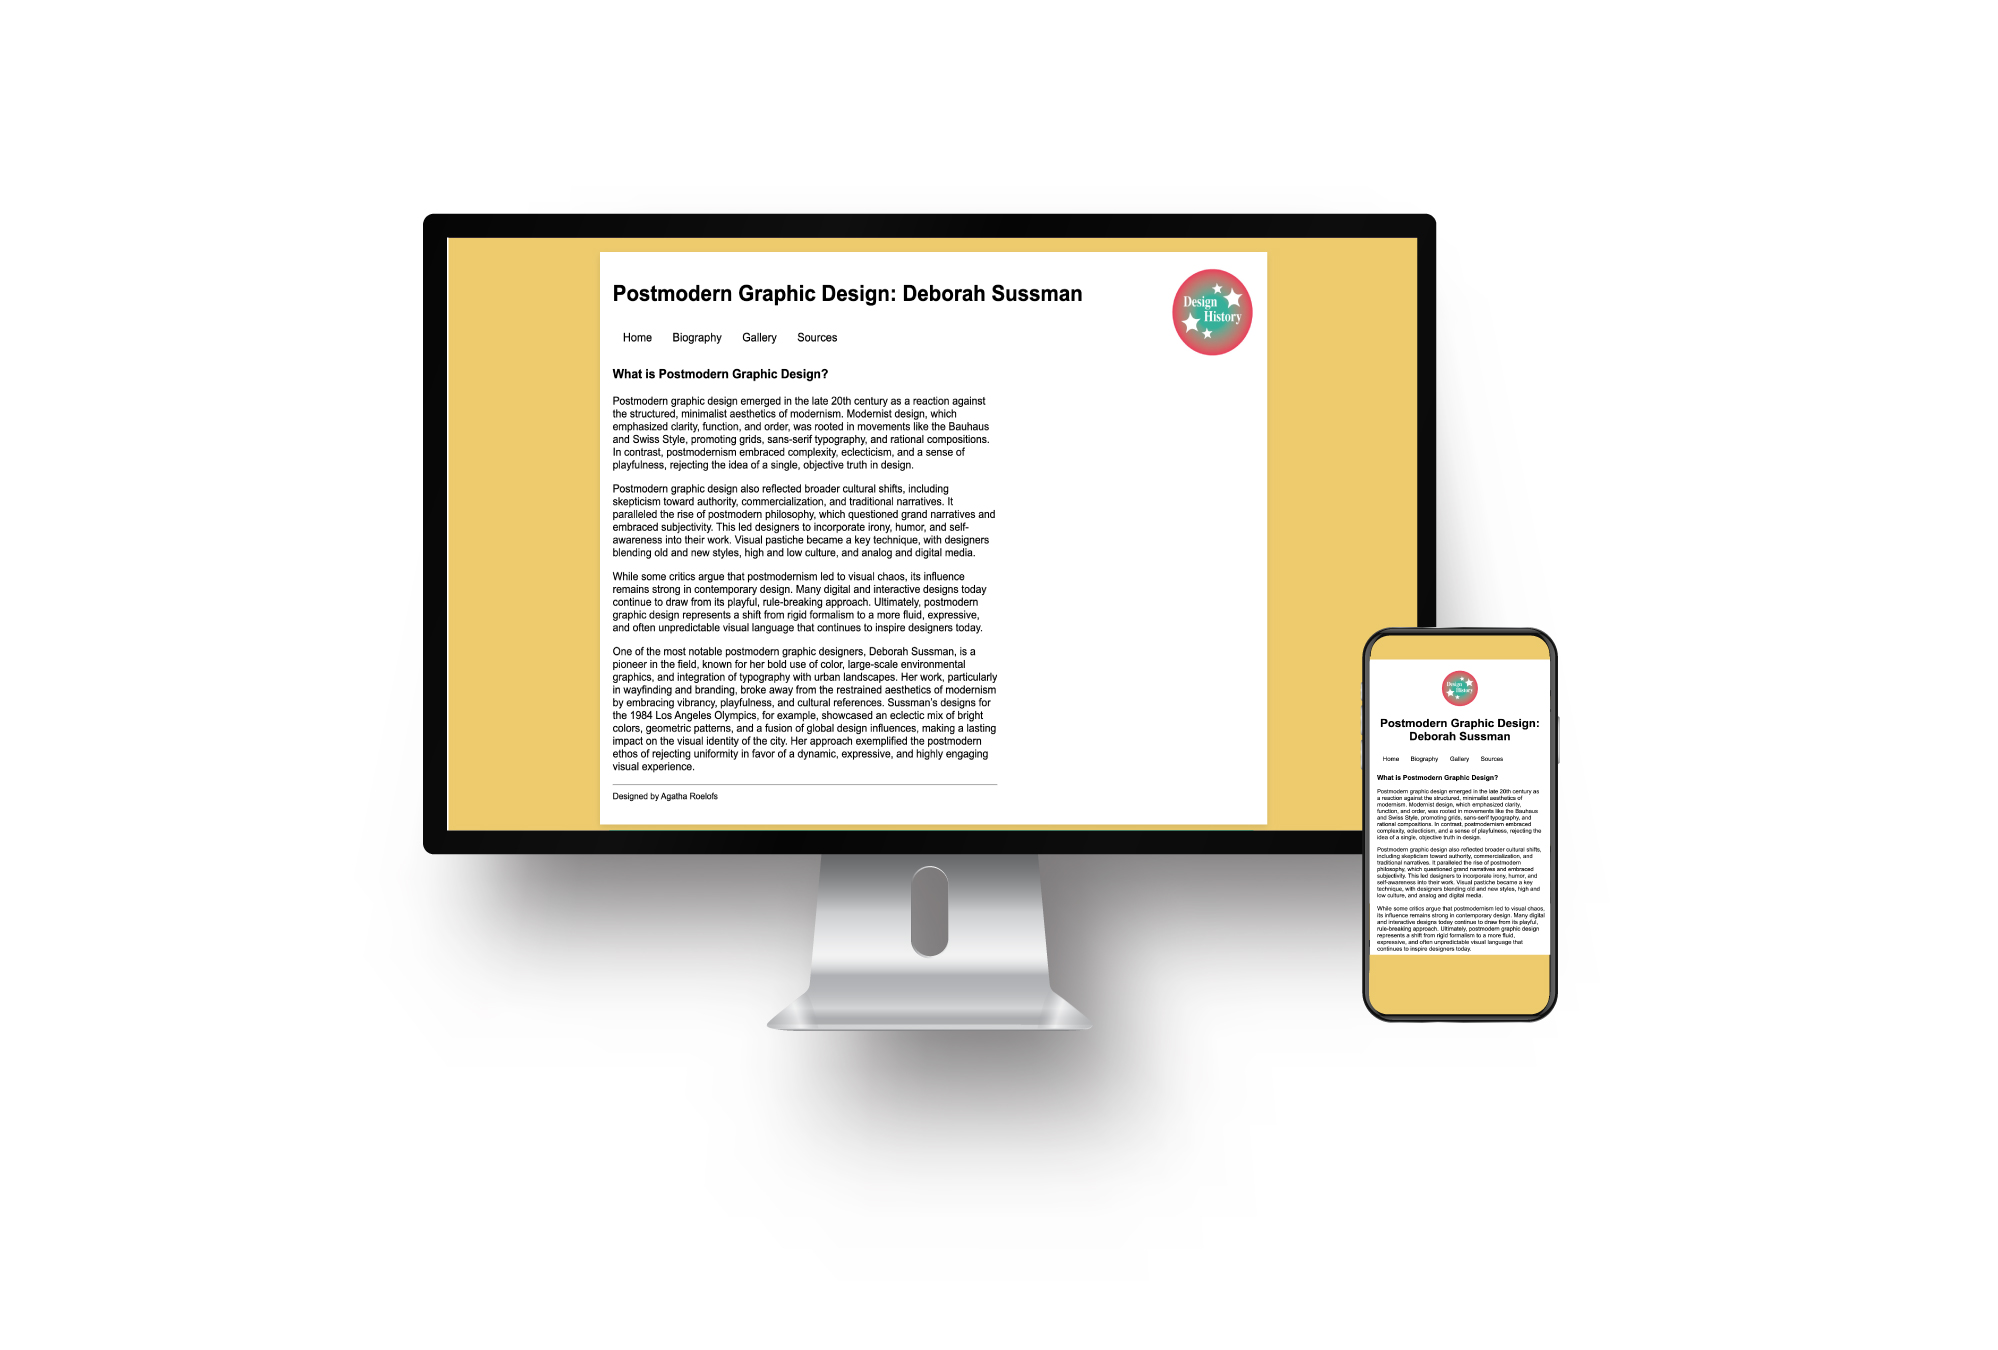 Postmodern Graphic Design: Deborah Sussman
Design
History
Home Biography Gallery Sources
What is Postmodern Graphic Design?
Postmodern graphic design emerged in the late 20th century as a reaction against
the structured, minimalist aesthetics of modernism. Modernist design, which
emphasized clarity, function, and order, was rooted in movements like the Bauhaus
and Swiss Style, promoting grids, sans-serif typography, and rational compositions.
In contrast, postmodernism embraced complexity, eclecticism, and a sense of
playfulness, rejecting the idea of a single, objective truth in design.
Postmodern graphic design also reflected broader cultural shifts, including
skepticism toward authority, commercialization, and traditional narratives. It
paralleled the rise of postmodern philosophy, which questioned grand narratives and
embraced subjectivity. This led designers to incorporate irony, humor, and self-
awareness into their work. Visual pastiche became a key technique, with designers
blending old and new styles, high and low culture, and analog and digital media.
While some critics argue that postmodernism led to visual chaos, its influence
remains strong in contemporary design. Many digital and interactive designs today
continue to draw from its playful, rule-breaking approach. Ultimately, postmodern
graphic design represents a shift from rigid formalism to a more fluid, expressive,
and often unpredictable visual language that continues to inspire designers today.
One of the most notable postmodern graphic designers, Deborah Sussman, is a
pioneer in the field, known for her bold use of color, large-scale environmental
graphics, and integration of typography with urban landscapes. Her work, particularly
in wayfinding and branding, broke away from the restrained aesthetics of modernism
by embracing vibrancy, playfulness, and cultural references. Sussman's designs for
the 1984 Los Angeles Olympics, for example, showcased an eclectic mix of bright
colors, geometric patterns, and a fusion of global design influences, making a lasting
impact on the visual identity of the city. Her approach exemplified the postmodern
ethos of rejecting uniformity in favor of a dynamic, expressive, and highly engaging
visual experience.
Designed by Agatha Roelofs
Design
History
Postmodern Graphic Design:
Deborah Sussman
Home Biography Gallery Sources
What is Postmodern Graphic Design?
Postmodern graphic design emerged in the late 20th century as
a reaction against the structured, minimalist aesthetics of
modernism. Modernist design, which emphasized clarity,
function, and order, was rooted in movements like the Bauhaus
and Swiss Style, promoting grids, sans-serif typography, and
rational compositions. In contrast, postmodernism embraced
complexity, eclecticism, and a sense of playfulness, rejecting the
idea of a single, objective truth in design.
Postmodern graphic design also reflected broader cultural shifts,
including skepticism toward authority, commercialization, and
traditional narratives. It paralleled the rise of postmodern
philosophy, which questioned grand narratives and embraced
subjectivity. This led designers to incorporate irony, humor, and
self-awareness into their work. Visual pastiche became a key
technique, with designers blending old and new styles, high and
low culture, and analog and digital media.
While some critics argue that postmodernism led to visual chaos,
its influence remains strong in contemporary design. Many digital
and interactive designs today continue to draw from its playful,
rule-breaking approach. Ultimately, postmodern graphic design
represents a shift from rigid formalism to a more fluid,
expressive, and often unpredictable visual language that
continues to inspire designers today.